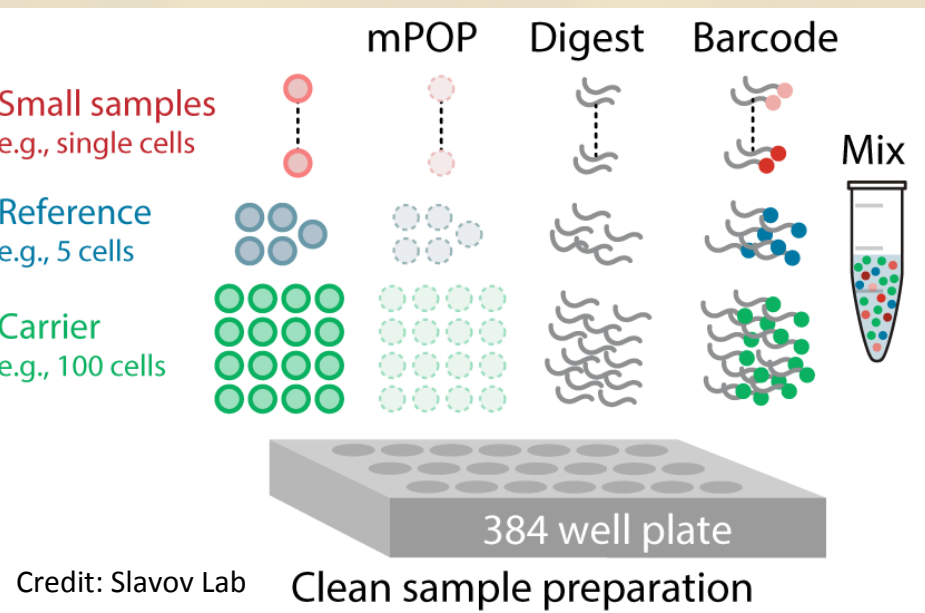 mPOP Digest Barcode
Small samples
e.g., single cells
Mix
Reference
e.g., 5 cells
Carrier
e.g., 100 cells
384 well plate
Credit: Slavov Lab
Clean sample preparation